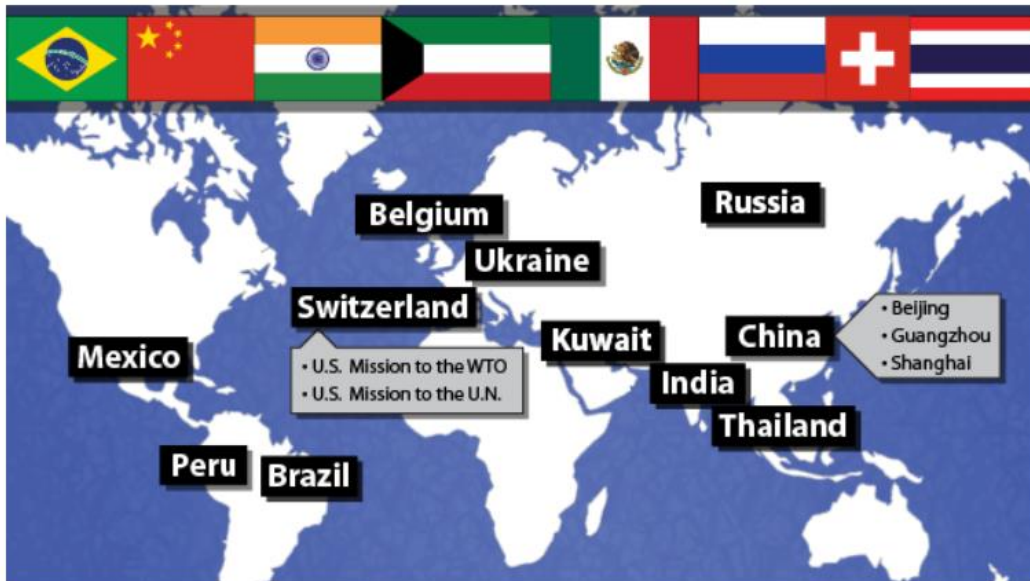 Belgium
Russia
Ukraine
Switzerland
• U.S. Mission to the WTO
• U.S. Mission to the U.N.
Mexico
Kuwait
China
• Beijing
• Guangzhou
• Shanghai
India
Thailand
Peru
Brazil